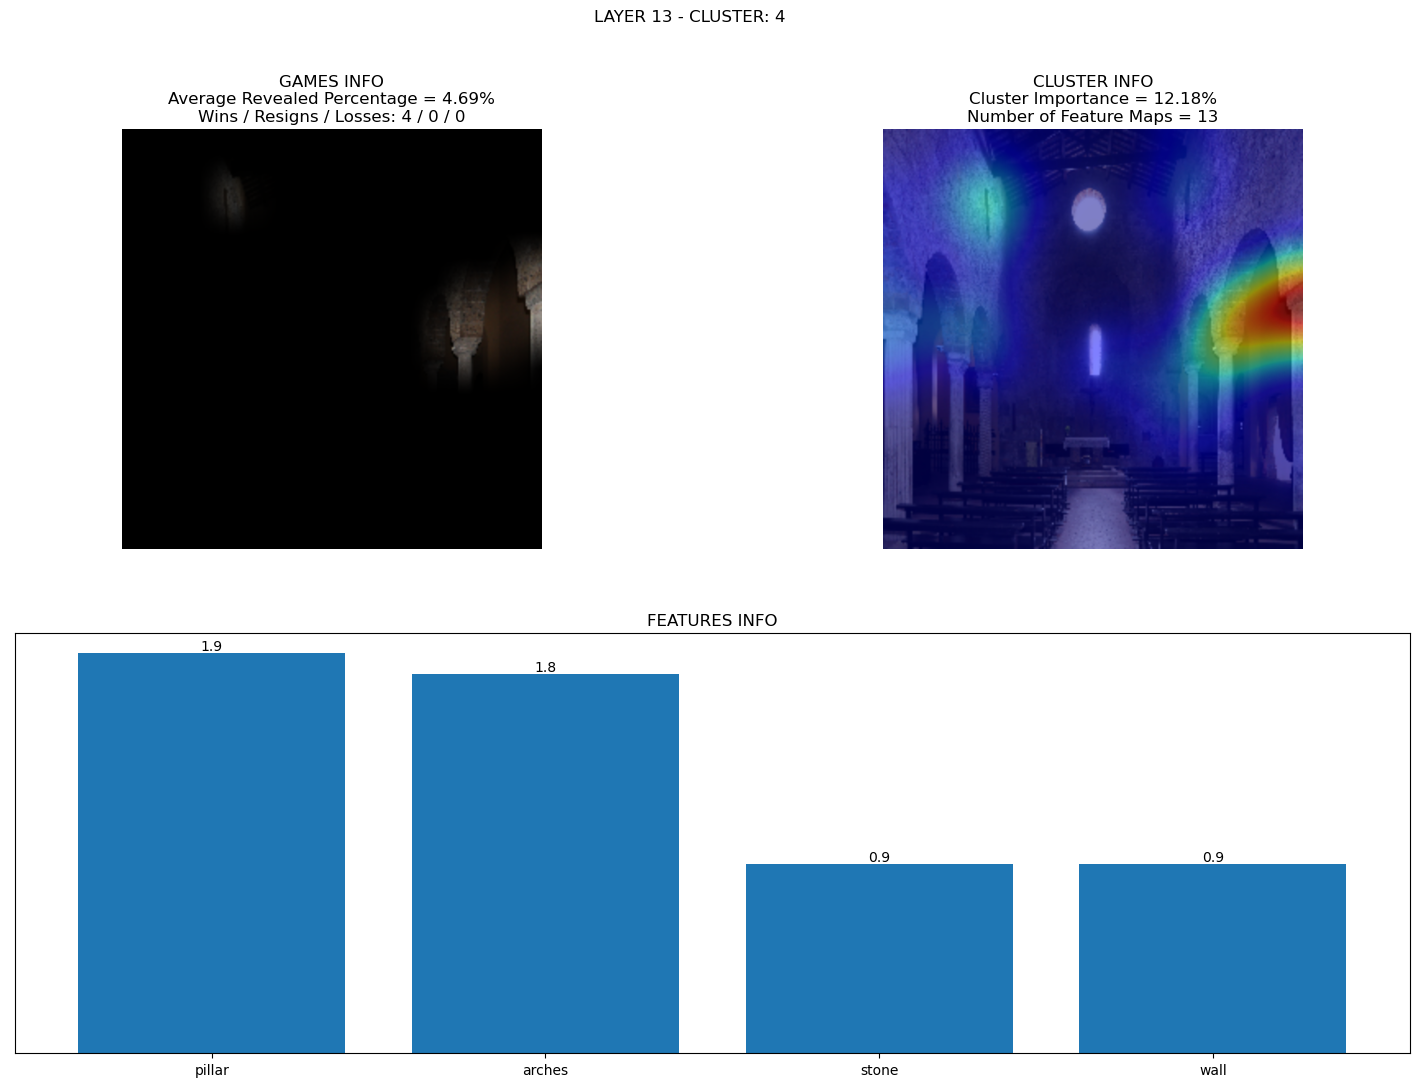 LAYER 13 - CLUSTER: 4
GAMES INFO
Average Revealed Percentage = 4.69%
Wins / Resigns / Losses: 4 / 0 / 0
CLUSTER INFO
Cluster Importance = 12.18%
Number of Feature Maps = 13
FEATURES INFO
1.9
1.8
0.9
0.9
pillar
arches
stone
wall